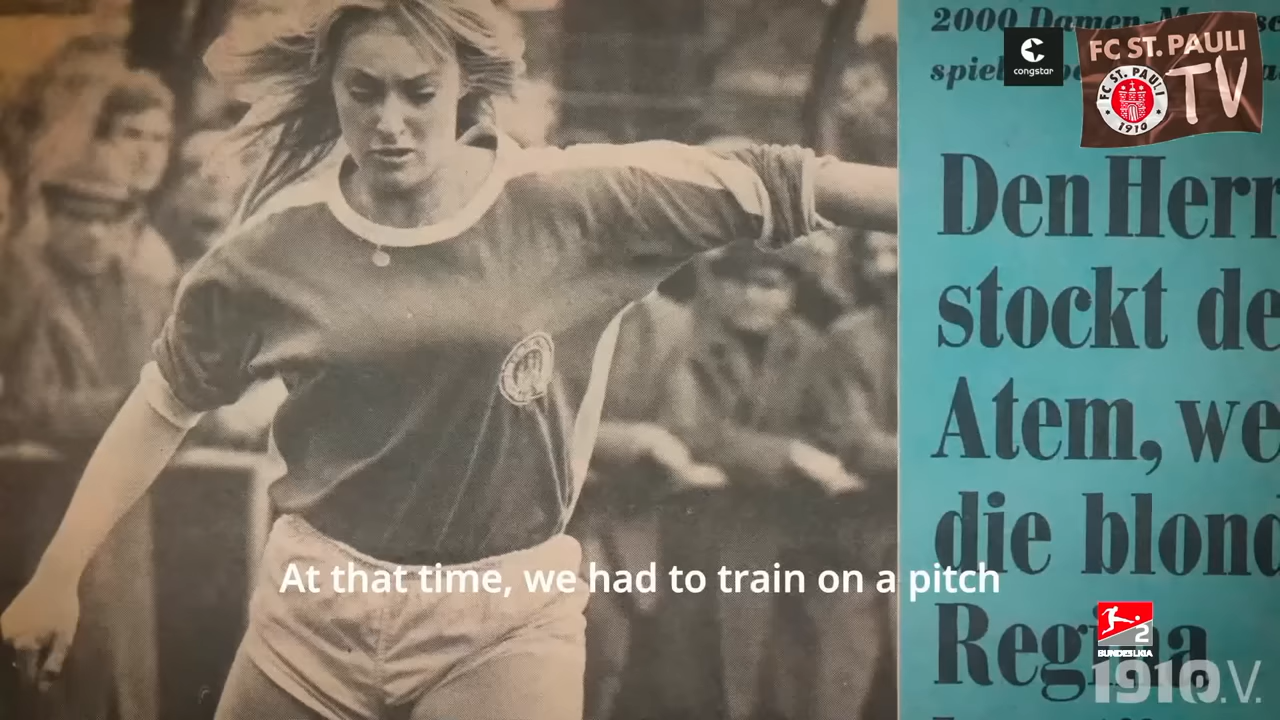 2000 Damen-
spiel
congstar
FC ST. PAULI
TV
FC ST. PAULI
1910
Den Herr
stockt de
Atem, we
die blond
Regina
At that time, we had to train on a pitch
2
BUNDESLIGA
1910e.V.